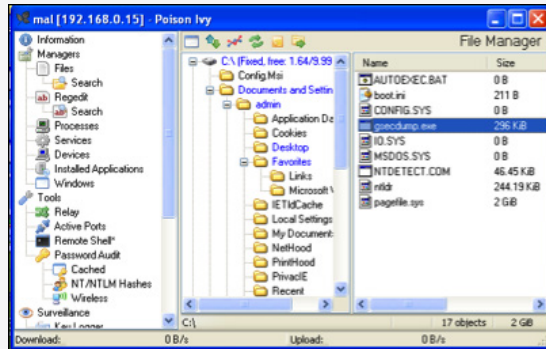 mal [192.168.0.15] - Poison Ivy
Information
Managers
Files
Search
Regedit
Search
Processes
Services
Devices
Installed Applications
Windows
Tools
Relay
Active Ports
Remote Shell*
Password Audit
Cached
NT/NTLM Hashes
Wireless
Surveillance
Key Logger
File Manager
C:\ (Fixed, free: 1.64/9.99
Config.Msi
Documents and Settin
admin
Application Da
Cookies
Desktop
Favorites
Links
Microsoft
IETldCache
Local Settings
My Document
NetHood
PrintHood
PrivacIE
Recent
Name Size
AUTOEXEC.BAT 0 B
boot.ini 211 B
CONFIG.SYS 0 B
gsecdump.exe 296 KiB
IO.SYS 0 B
MSDOS.SYS 0 B
NTDETECT.COM 46.45 KiB
ntldr 244.19 KiB
pagefile.sys 2 GiB
C:\ 17 objects 2 GiB
Download: 0 B/s Upload: 0 B/s